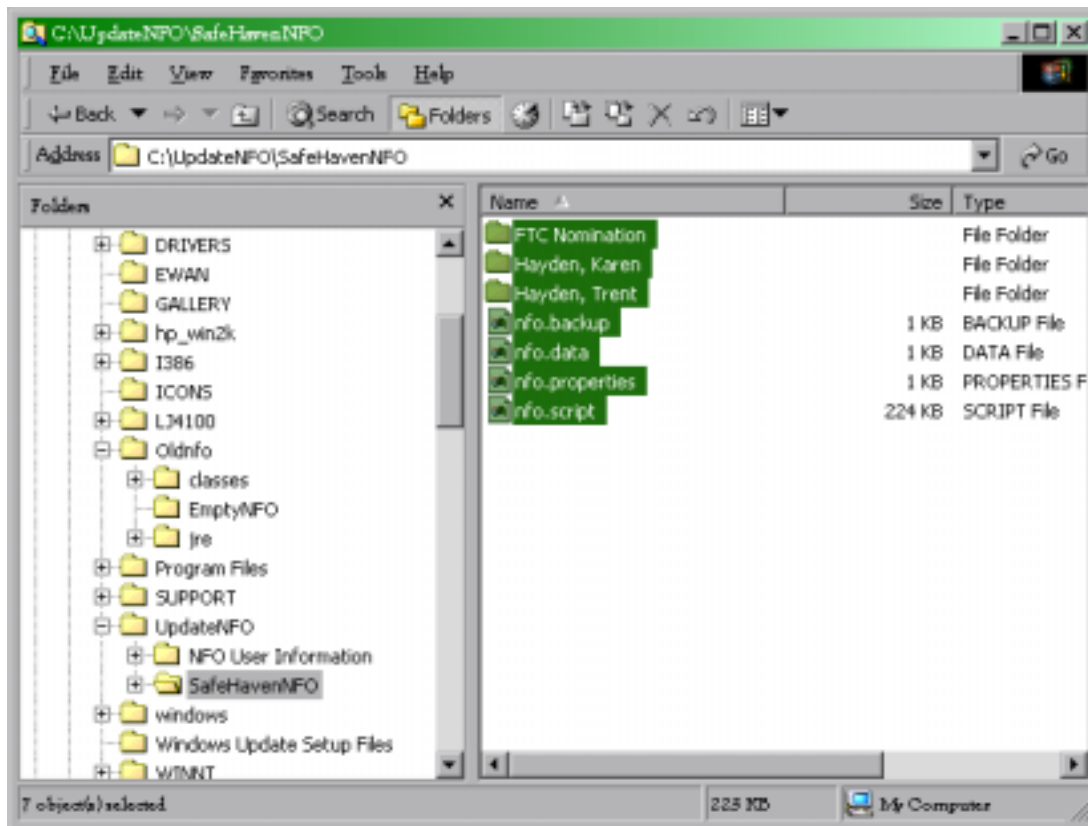 C:\UpdateNFO\SafeHavenNFO
File Edit View Favorites Tools Help
Back Search Folders
Address C:\UpdateNFO\SafeHavenNFO Go
Folders
DRIVERS
EWAN
GALLERY
hp_win2k
I386
ICONS
LJ4100
Oldnfo
classes
EmptyNFO
jre
Program Files
SUPPORT
UpdateNFO
NFO User Information
SafeHavenNFO
windows
Windows Update Setup Files
WINNT
Name Size Type
FTC Nomination File Folder
Hayden, Karen File Folder
Hayden, Trent File Folder
nfo.backup 1 KB BACKUP File
nfo.data 1 KB DATA File
nfo.properties 1 KB PROPERTIES F
nfo.script 224 KB SCRIPT File
7 object(s) selected 225 KB My Computer